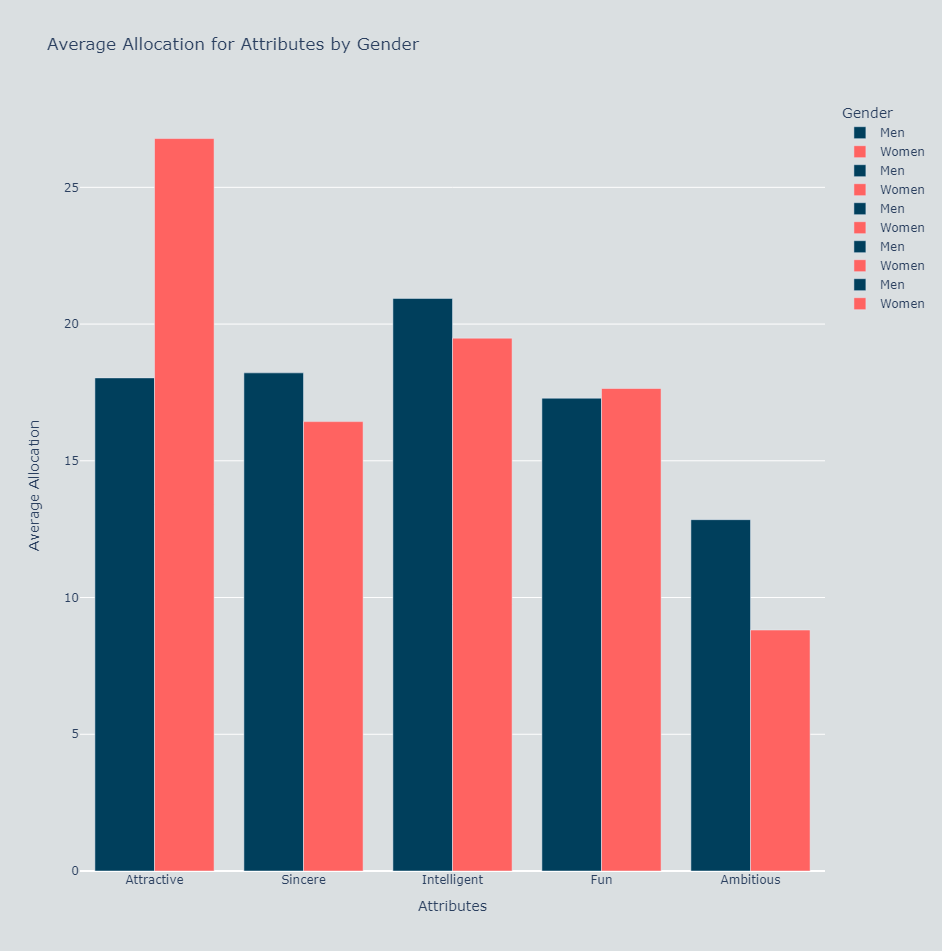 Average Allocation for Attributes by Gender
Gender
Men
Women
Men
Women
Men
Women
Men
Women
Men
Women
Average Allocation
25
20
15
10
5
0
Attractive
Sincere
Intelligent
Fun
Ambitious
Attributes